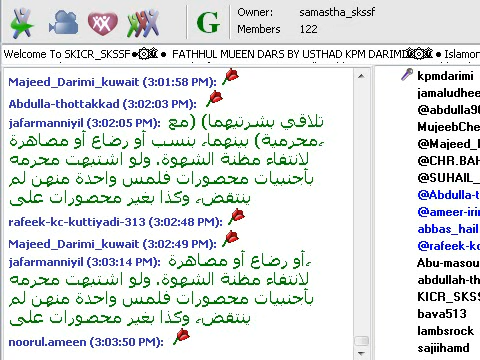 Owner: samastha_skssf
G
Members 122
Welcome To SKICR_SKSSF ● FATHHUL MUEEN DARS BY USTHAD KPM DARIMI ● Islamor
Majeed_Darimi_kuwait (3:01:58 PM):
Abdulla-thottakkad (3:02:03 PM):
jafarmanniyil (3:02:05 PM): تلاقي بشرتيهما) (مع
محرمية) بينهما، بنسب أو رضاع أو مصاهرة،
لانتفاء مظنة الشهوة. ولو اشتبهت محرمه
بأجنبيات محصورات فلمس واحدة منهن لم
ينتقض، وكذا بغير محصورات على
rafeek-kc-kuttiyadi-313 (3:02:48 PM):
Majeed_Darimi_kuwait (3:02:49 PM):
jafarmanniyil (3:03:14 PM): أو رضاع أو مصاهرة،
لانتفاء مظنة الشهوة. ولو اشتبهت محرمه
بأجنبيات محصورات فلمس واحدة منهن لم
ينتقض، وكذا بغير محصورات على
noorul.ameen (3:03:50 PM):
kpmdarimi
jamaludhee
@abdulla90
MujeebChe
@Majeed_
@CHR.BAH
@SUHAIL_
@Abdulla-t
@ameer-irin
abbas_hail
@rafeek-ko
Abu-masou
abdullah-th
KICR_SKSS
bava513
lambsrock
sajiihamd